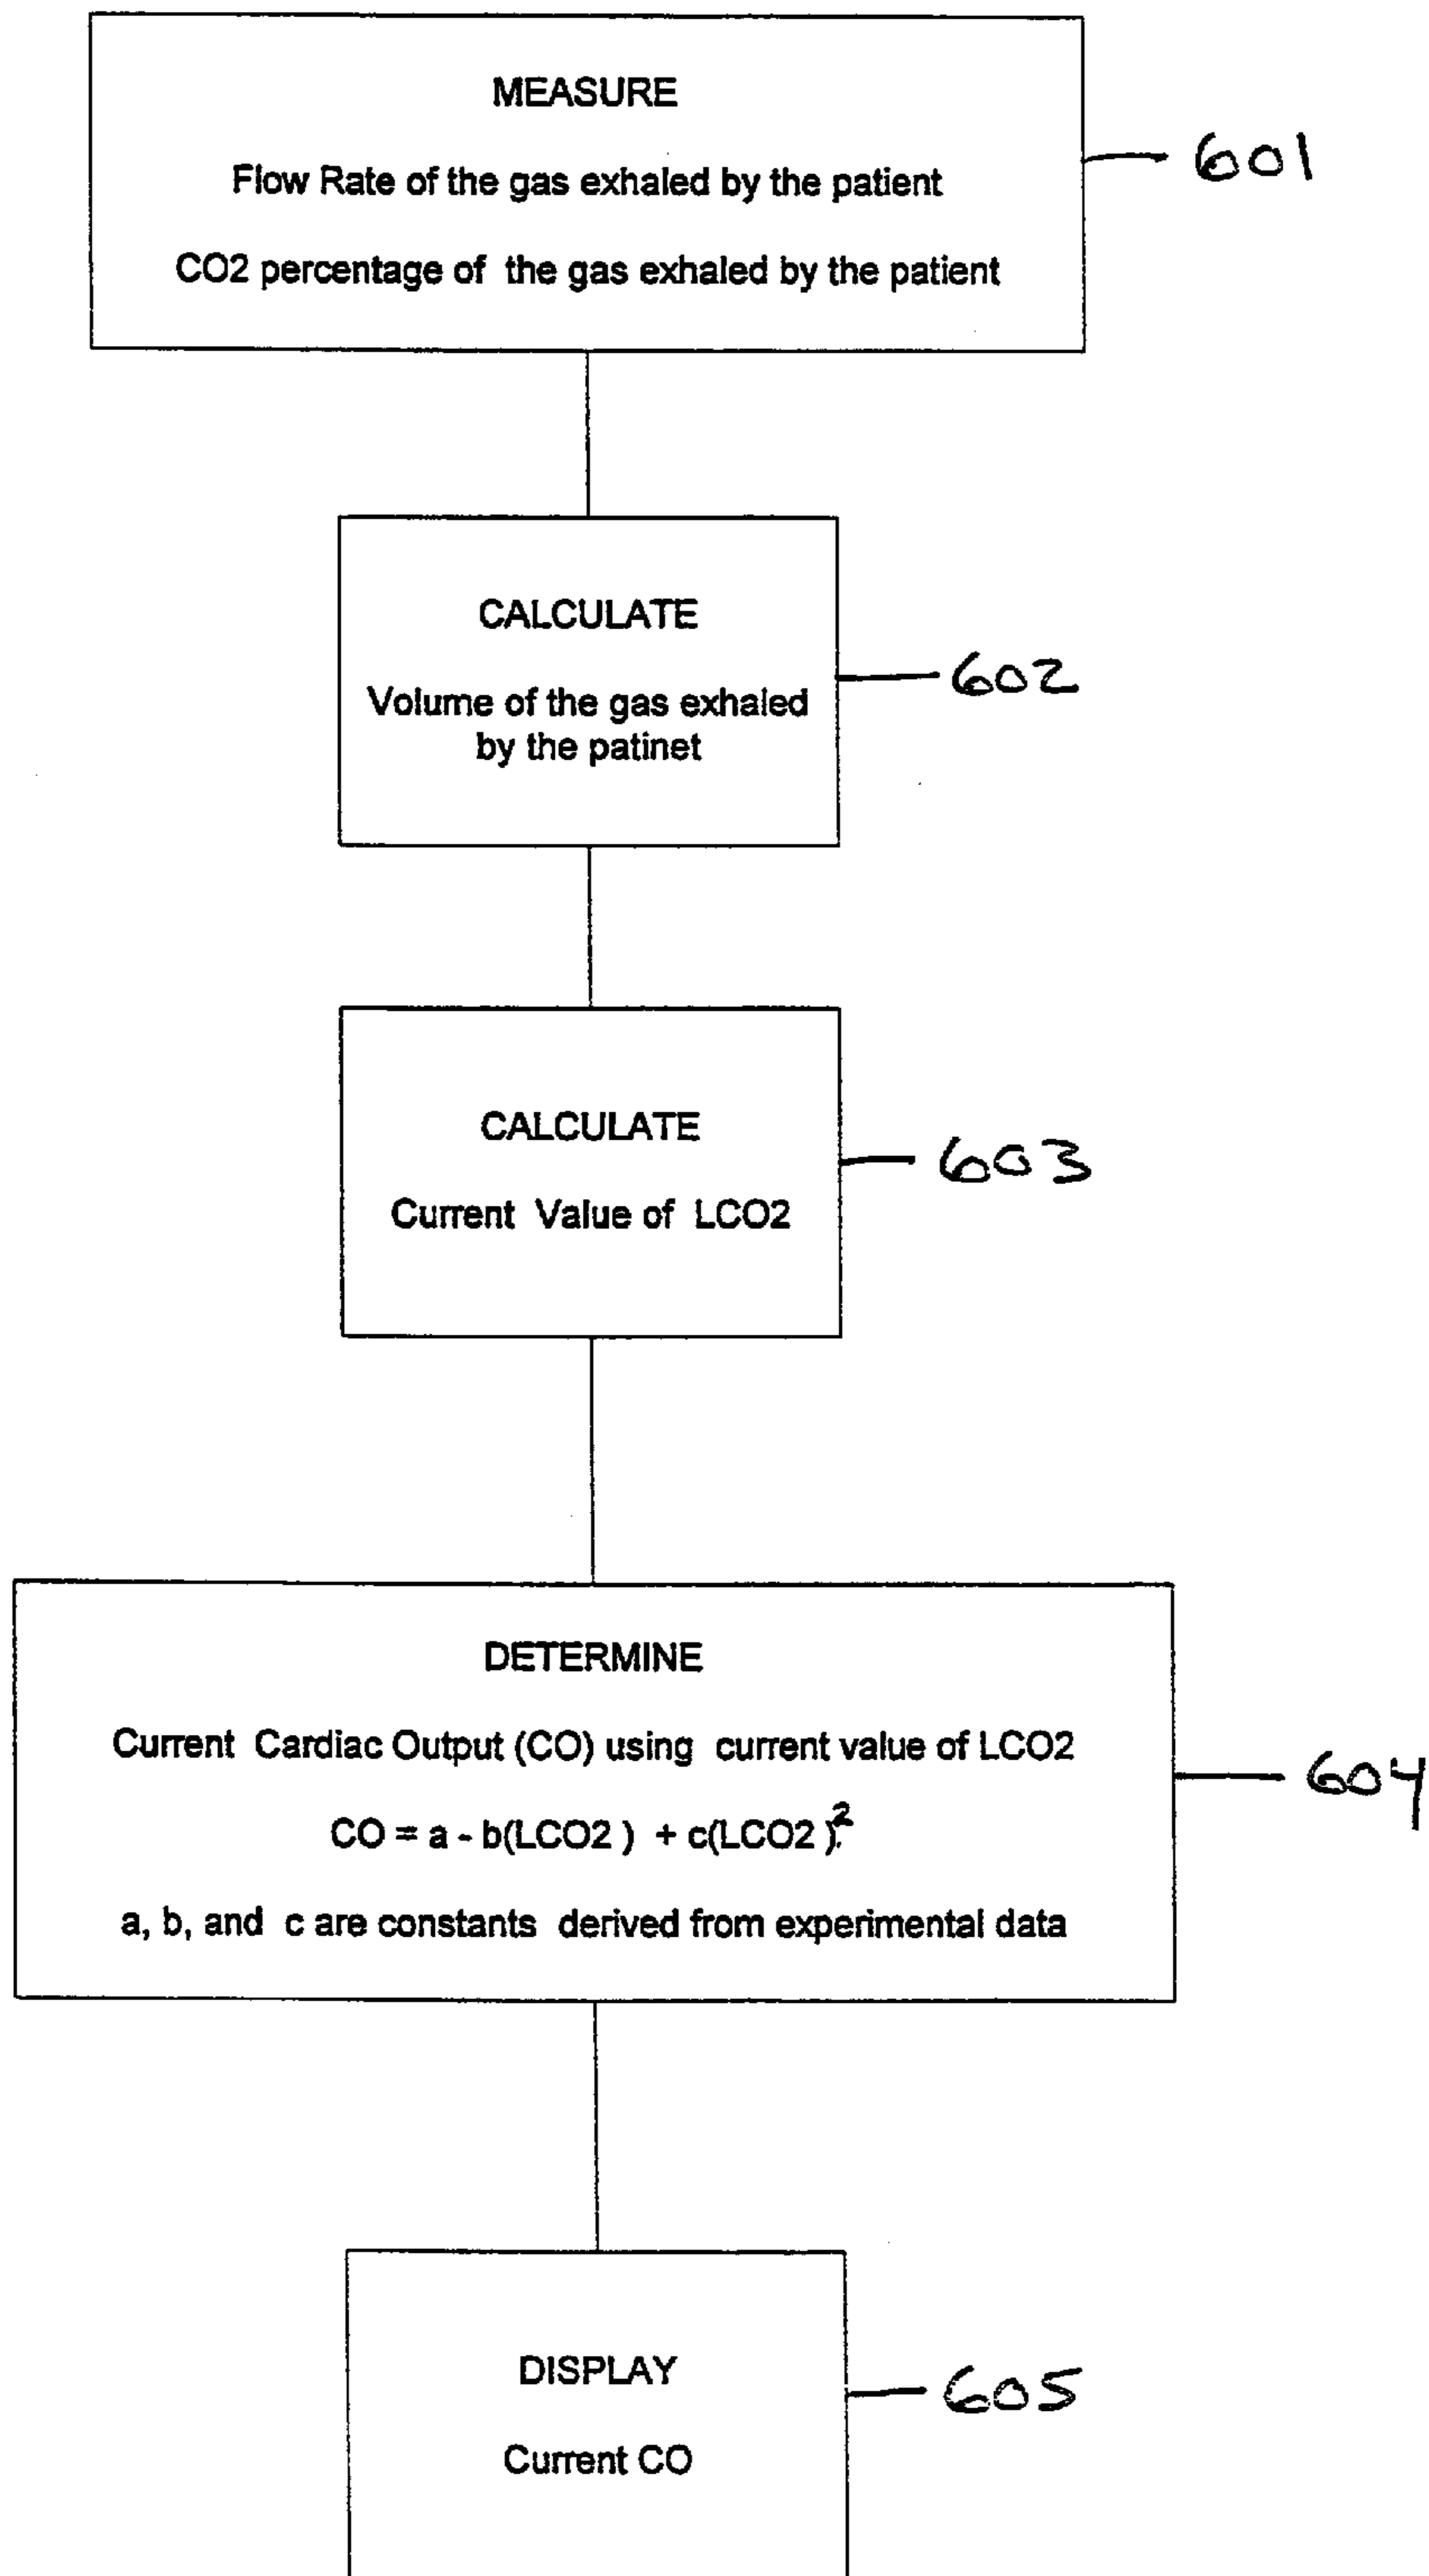 MEASURE
Flow Rate of the gas exhaled by the patient
CO2 percentage of the gas exhaled by the patient
601
CALCULATE
Volume of the gas exhaled
by the patinet
602
CALCULATE
Current Value of LCO2
603
DETERMINE
Current Cardiac Output (CO) using current value of LCO2
CO = a - b(LCO2 ) + c(LCO2 )²
a, b, and c are constants derived from experimental data
604
DISPLAY
Current CO
605